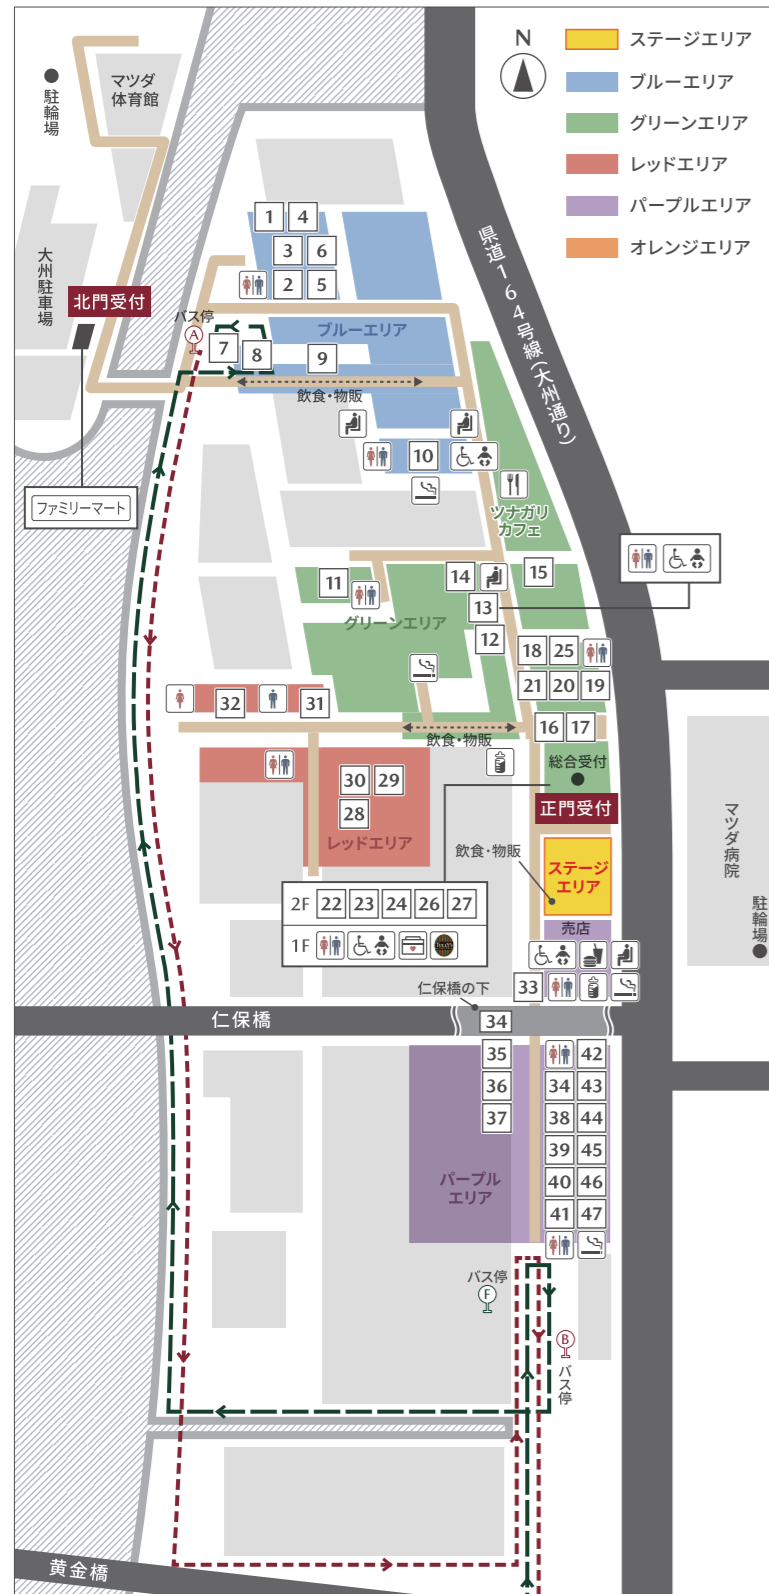 N
ステージエリア
ブルーエリア
グリーンエリア
レッドエリア
パープルエリア
オレンジエリア
マツダ
体育館
駐輪場
大州駐車場
北門受付
バス停
A
ファミリーマート
県道164号線(大州通り)
1
4
3
6
2
5
ブルーエリア
7
8
9
飲食・物販
10
ツナガリ
カフェ
11
14
15
13
12
グリーンエリア
18
25
21
20
19
16
17
32
31
飲食・物販
総合受付
正門受付
30
29
28
レッドエリア
飲食・物販
ステージ
エリア
マツダ病院
駐輪場
2F
22
23
24
26
27
1F
売店
33
仁保橋の下
仁保橋
34
35
36
37
42
34
43
38
44
39
45
40
46
41
47
パープル
エリア
バス停
F
B
バス停
黄金橋